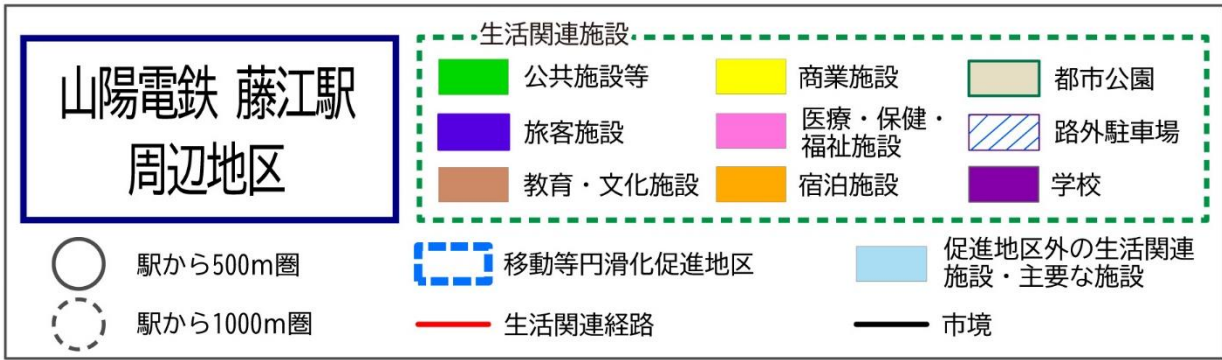 山陽電鉄 藤江駅
周辺地区
生活関連施設
公共施設等
商業施設
都市公園
旅客施設
医療・保健・
福祉施設
路外駐車場
教育・文化施設
宿泊施設
学校
駅から500m圏
移動等円滑化促進地区
促進地区外の生活関連
施設・主要な施設
駅から1000m圏
生活関連経路
市境